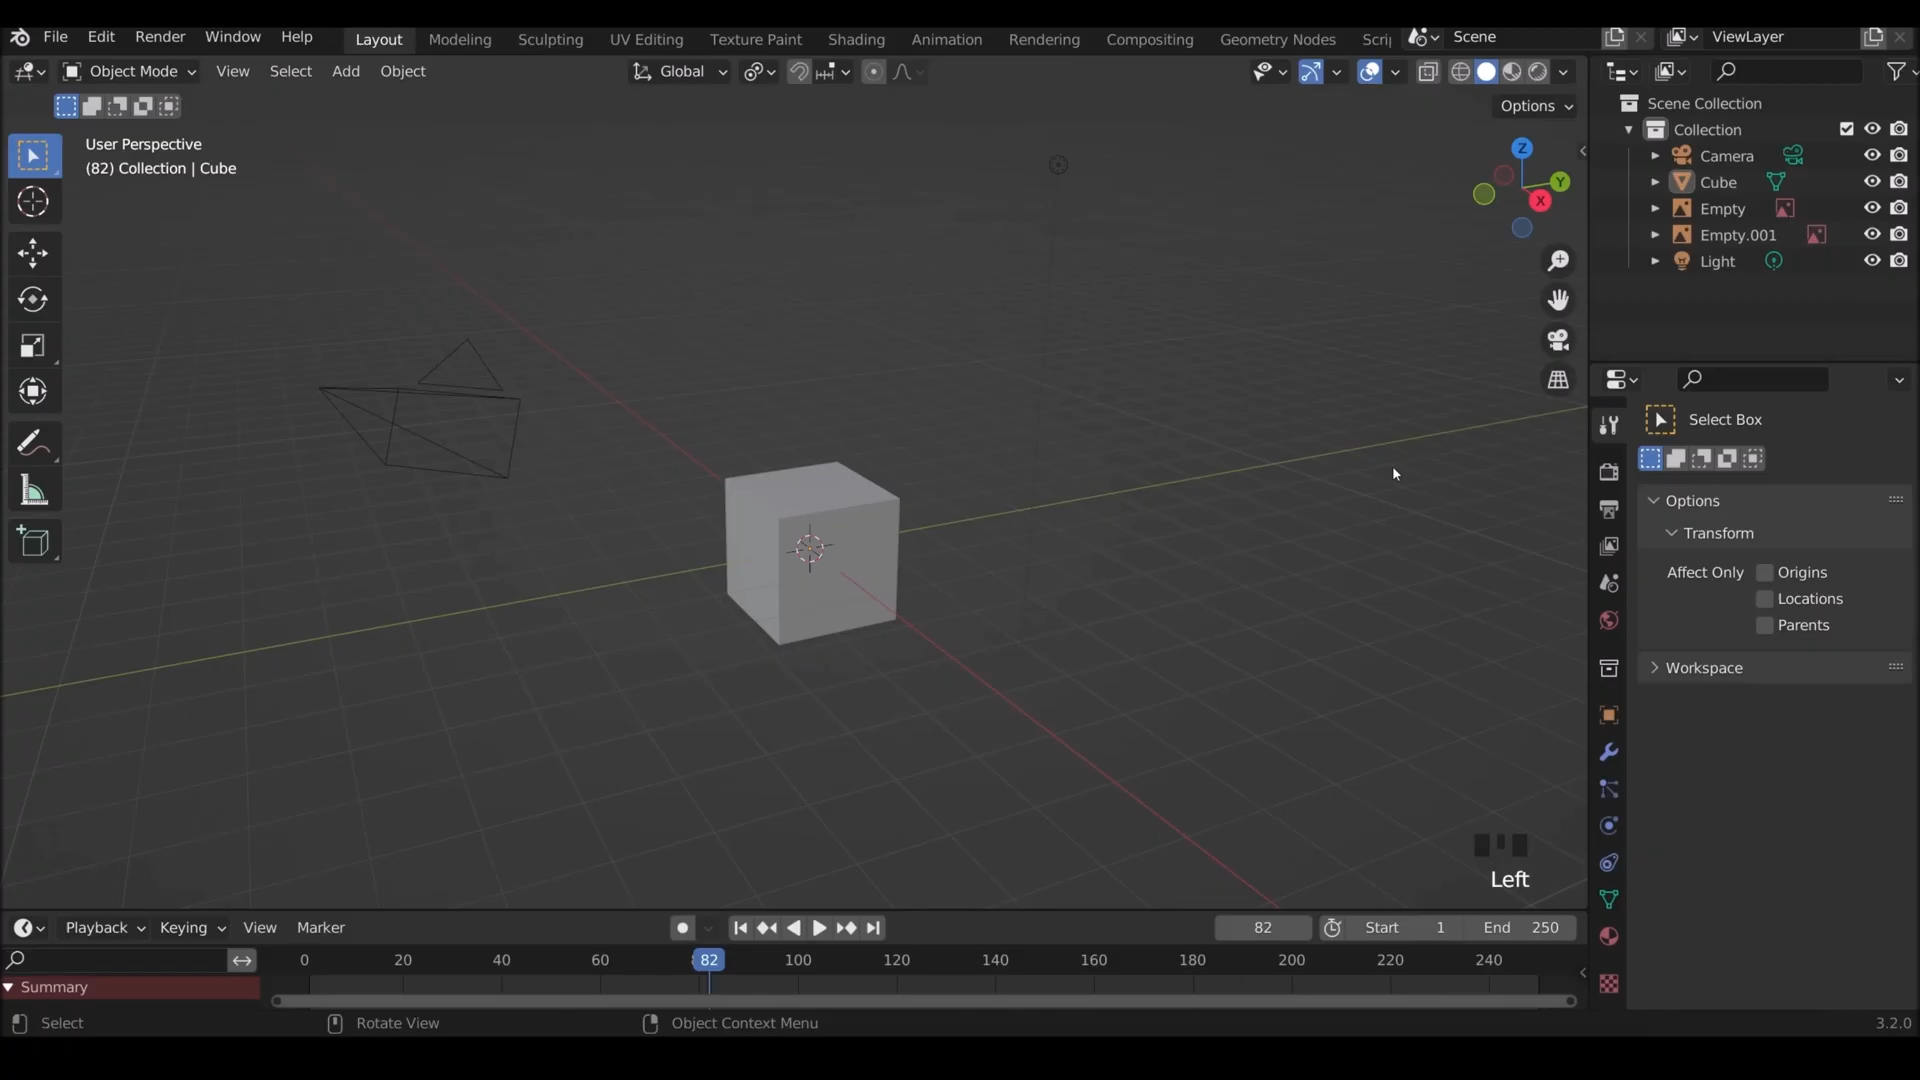 File Edit Render Window Help Layout Modeling Sculpting UV Editing Texture Paint Shading Animation Rendering Compositing Geometry Nodes Scrij Scene ViewLayer
Object Mode View Select Add Object Global
Options
User Perspective
(82) Collection | Cube
Z
Y
X
Scene Collection
Collection
Camera
Cube
Empty
Empty.001
Light
Select Box
Options
Transform
Affect Only Origins
Locations
Parents
Workspace
Left
Playback Keying View Marker 82 Start 1 End 250
0 20 40 60 82 100 120 140 160 180 200 220 240
Summary
Select Rotate View Object Context Menu 3.2.0